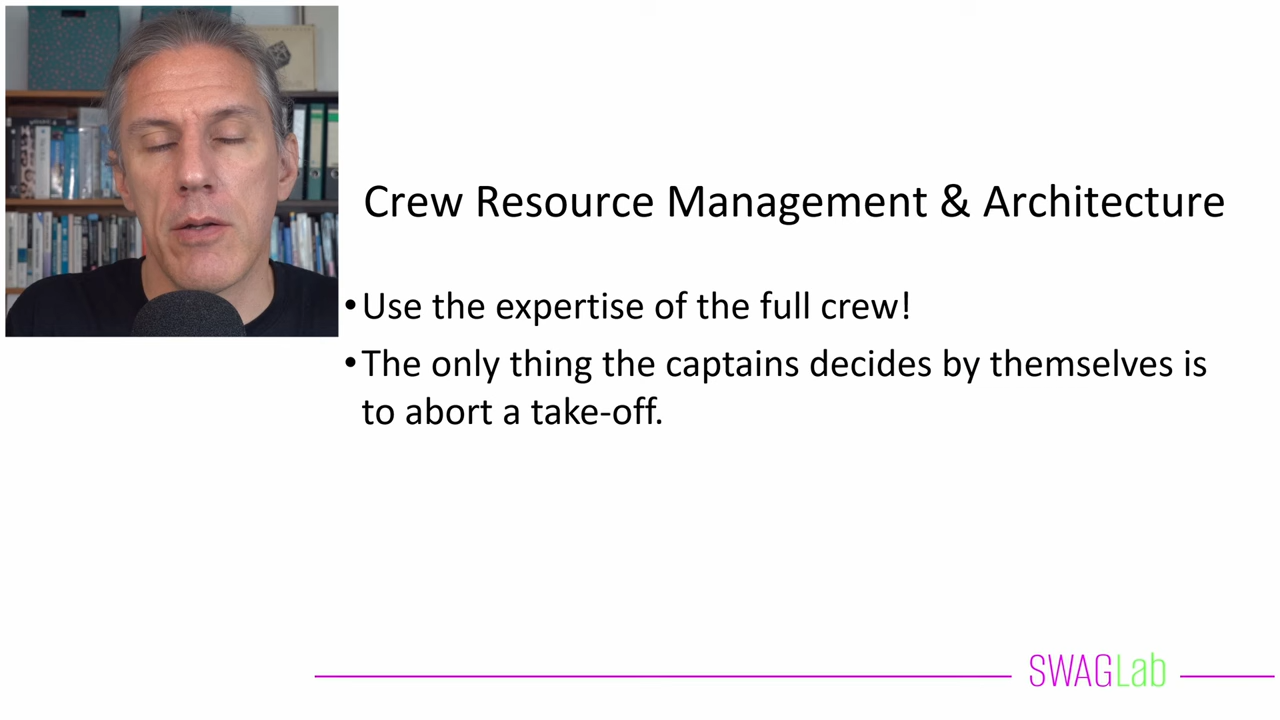 Crew Resource Management & Architecture
•Use the expertise of the full crew!
•The only thing the captains decides by themselves is
to abort a take-off.
SWAGLab